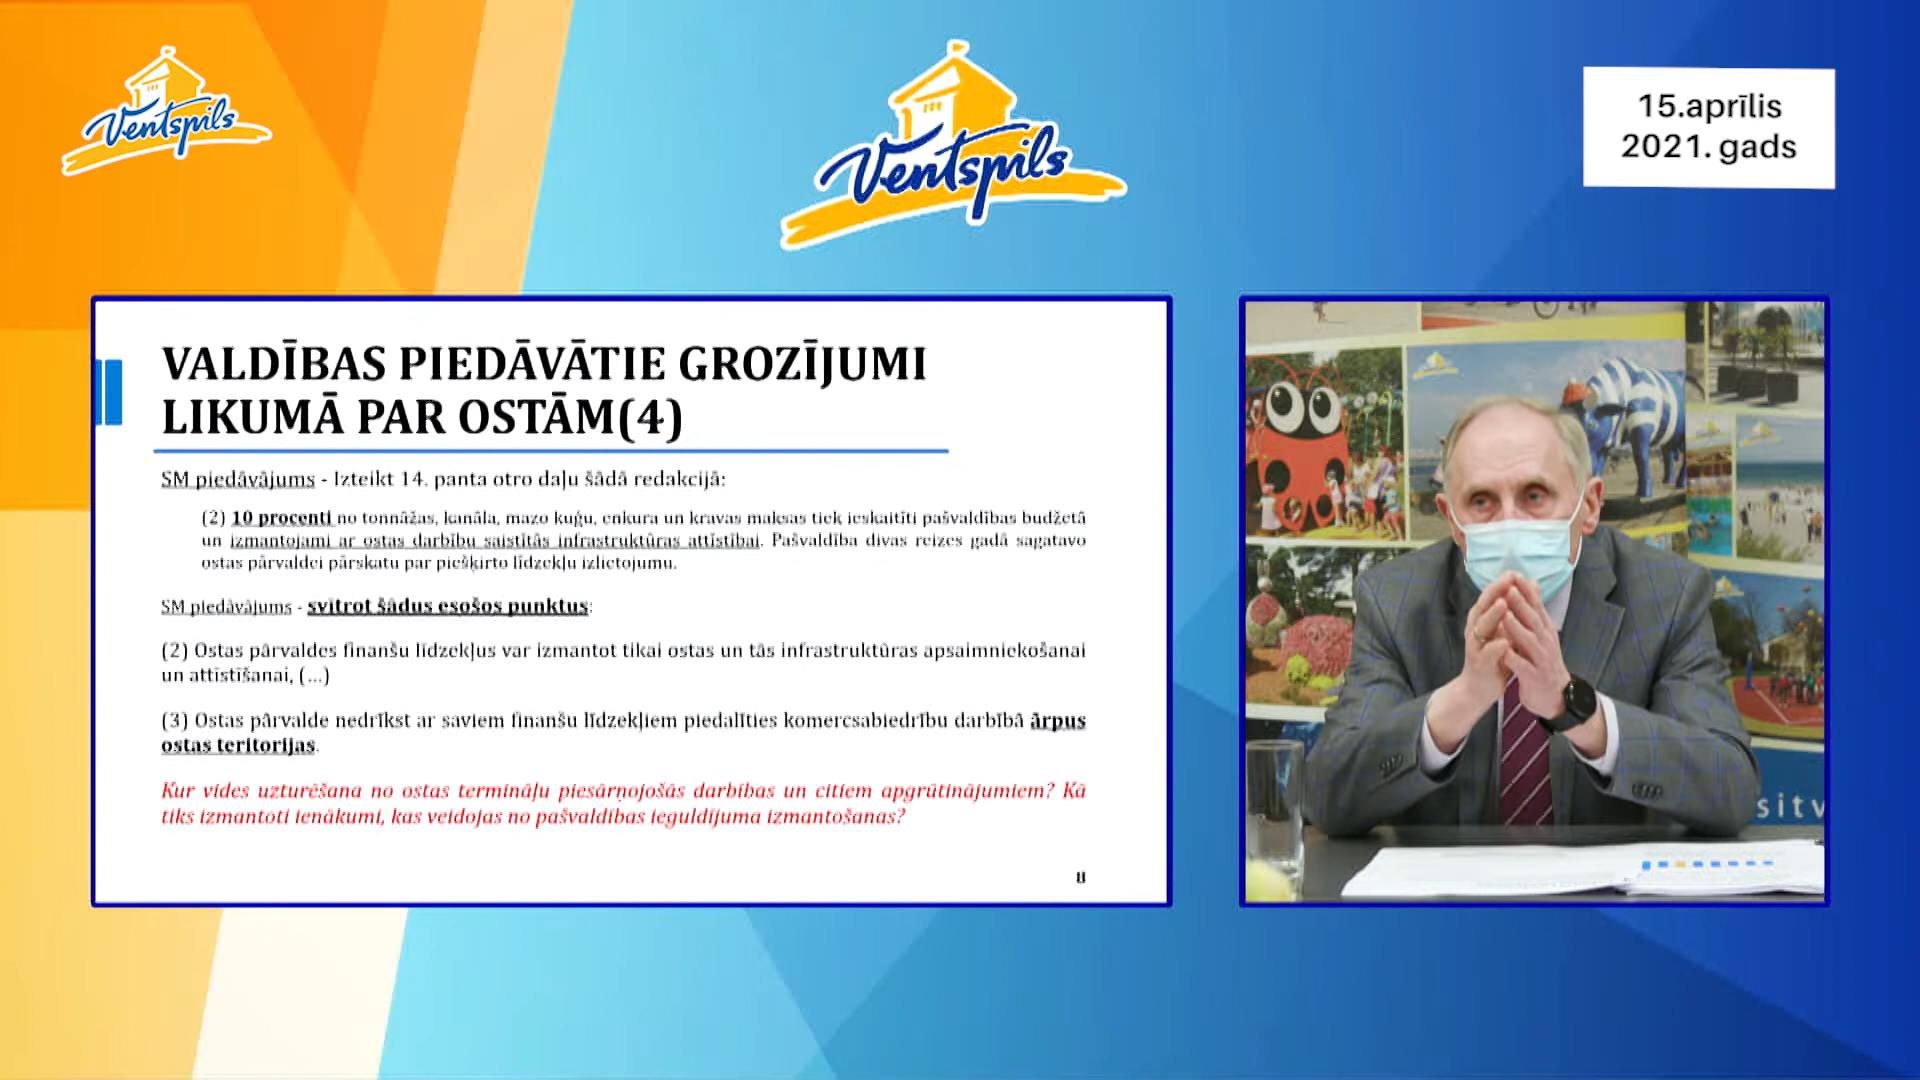 Ventspils
Ventspils
15.aprīlis
2021. gads
VALDĪBAS PIEDĀVĀTIE GROZĪJUMI
LIKUMĀ PAR OSTĀM(4)
SM piedāvājums - Izteikt 14. panta otro daļu šādā redakcijā:
(2) 10 procenti no tonnāžas, kanāla, mazo kuģu, enkura un kravas maksas tiek ieskaitīti pašvaldības budžetā
un izmantojami ar ostas darbību saistītās infrastruktūras attīstībai. Pašvaldība divas reizes gadā sagatavo
ostas pārvaldei pārskatu par piešķirto līdzekļu izlietojumu.
SM piedāvājums - svītrot šādus esošos punktus:
(2) Ostas pārvaldes finanšu līdzekļus var izmantot tikai ostas un tās infrastruktūras apsaimniekošanai
un attīstīšanai, (...)
(3) Ostas pārvalde nedrīkst ar saviem finanšu līdzekļiem piedalīties komercsabiedrību darbībā ārpus
ostas teritorijas.
Kur vides uzturēšana no ostas termināļu piesārņojošās darbības un citiem apgrūtinājumiem? Kā
tiks izmantoti ienākumi, kas veidojas no pašvaldības ieguldījuma izmantošanas?
11
sitv